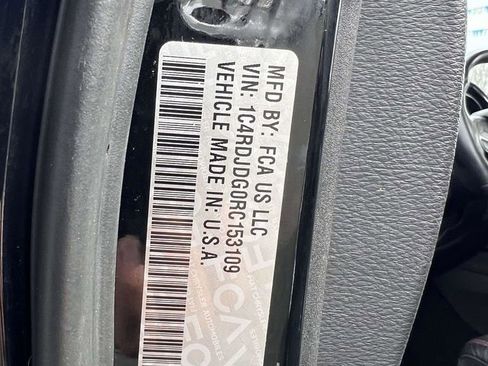 MFD BY: FCA US LLC
VIN: 1C4RDJDG0RC153109
VEHICLE MADE IN: U.S.A.